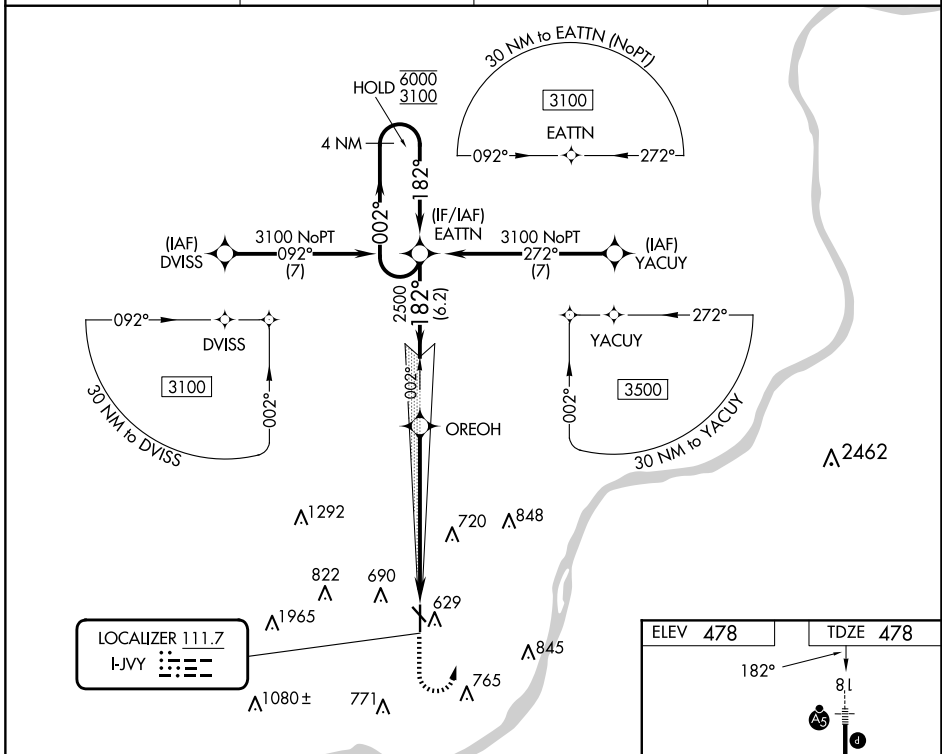 30 NM to EATTN (NoPT)
3100
EATTN
092°
272°
HOLD
6000
3100
4 NM
182°
002°
(IF/IAF)
EATTN
(IAF)
DVISS
3100 NoPT
092°
(7)
3100 NoPT
272°
(7)
(IAF)
YACUY
2500
182°
(6.2)
092°
DVISS
3100
002°
30 NM to DVISS
272°
YACUY
3500
002°
30 NM to YACUY
002°
OREOH
2462
1292
720
848
822
690
1965
629
LOCALIZER 111.7
I-JVY
845
1080 ±
771
765
ELEV 478
TDZE 478
182°
18
A5
P